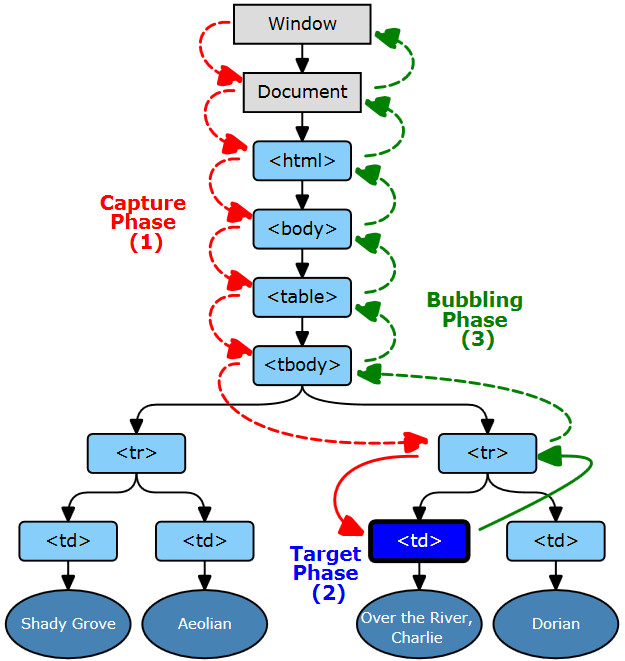 Window
Document
<html>
Capture
Phase
(1)
<body>
<table>
Bubbling
Phase
(3)
<tbody>
<tr>
<tr>
<td>
<td>
Target
Phase
(2)
<td>
<td>
Shady Grove
Aeolian
Over the River,
Charlie
Dorian